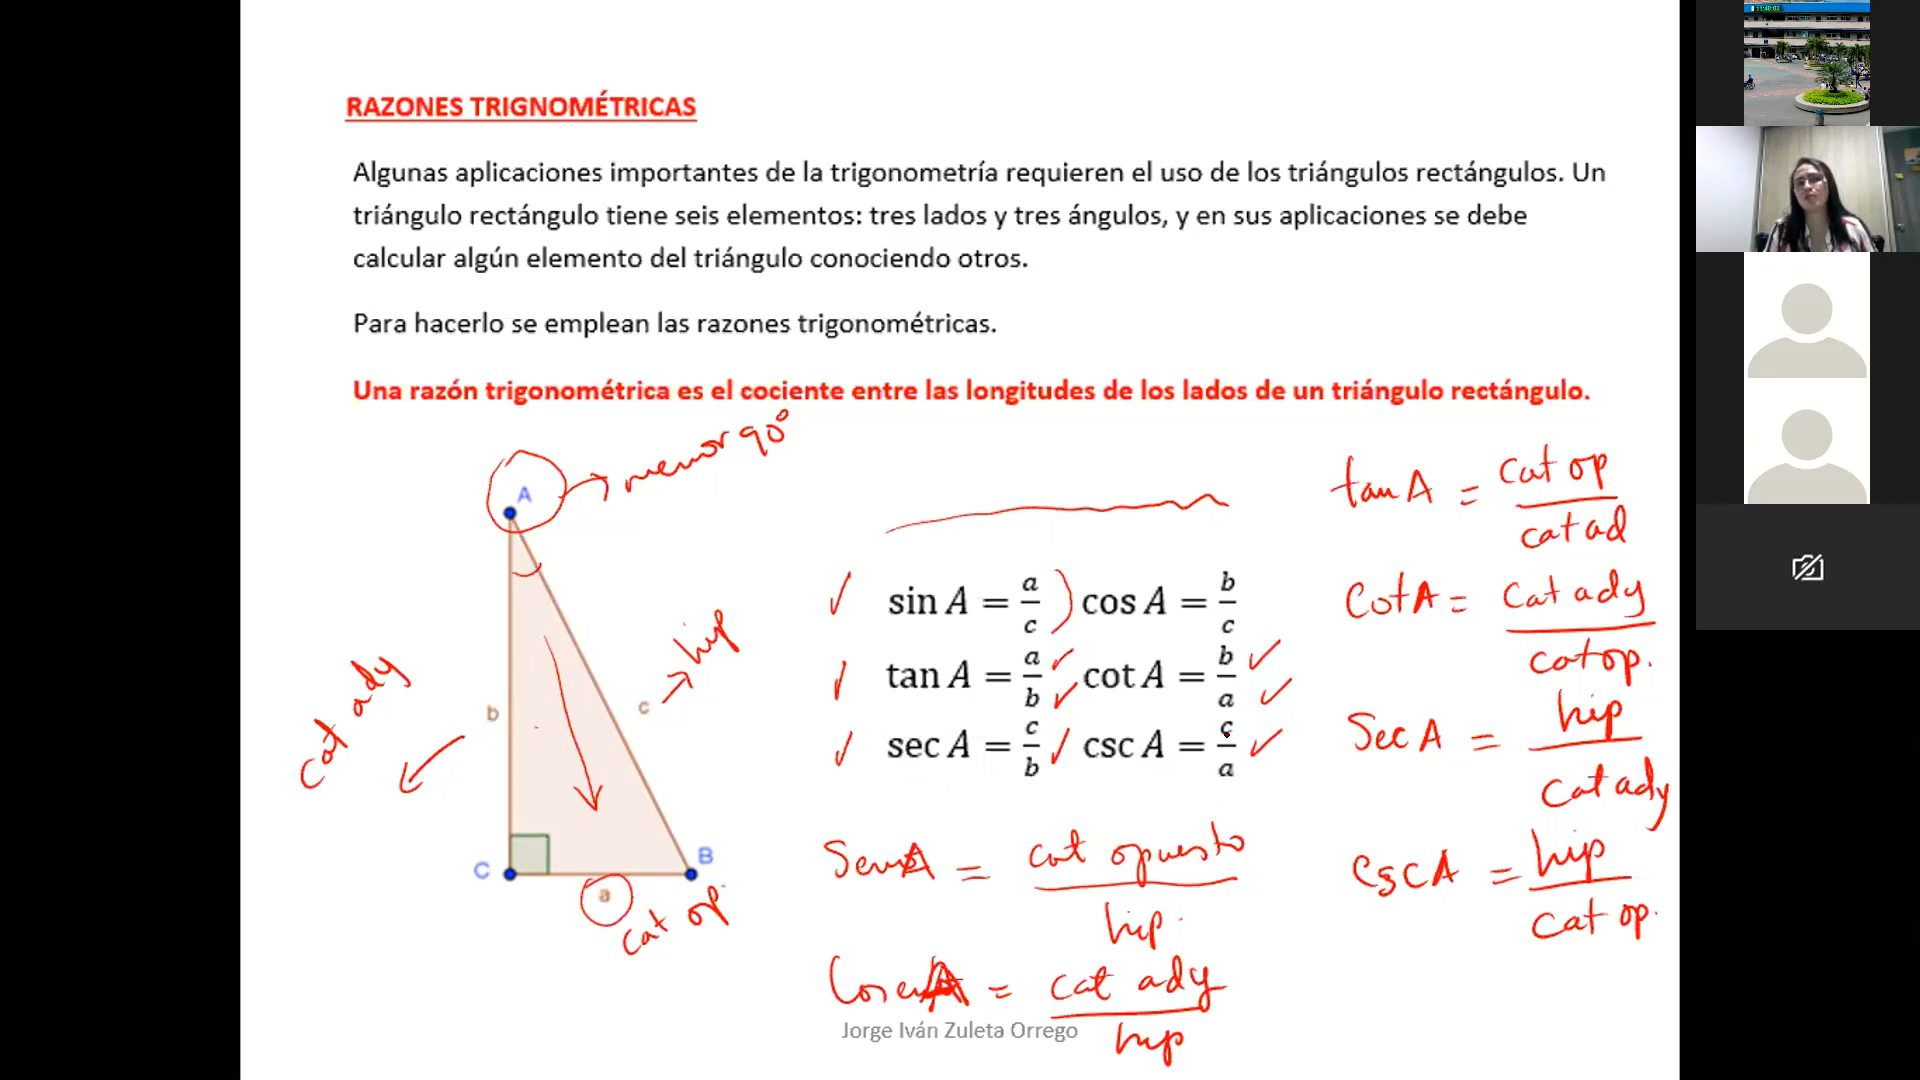 11:48:02
RAZONES TRIGNOMÉTRICAS
Algunas aplicaciones importantes de la trigonometría requieren el uso de los triángulos rectángulos. Un
triángulo rectángulo tiene seis elementos: tres lados y tres ángulos, y en sus aplicaciones se debe
calcular algún elemento del triángulo conociendo otros.
Para hacerlo se emplean las razones trigonométricas.
Una razón trigonométrica es el cociente entre las longitudes de los lados de un triángulo rectángulo.
menor 90°
A
cat ady
b
c
hip
C
B
a
cat op.
sin A = a/c cos A = b/c
tan A = a/b cot A = b/a
sec A = c/b csc A = c/a
Sen A = cat opuesto / hip.
Cosen A = cat ady / hip
tan A = cat op / cat ad
Cot A = cat ady / cat op.
Sec A = hip / cat ady
Csc A = hip / cat op.
Jorge Iván Zuleta Orrego